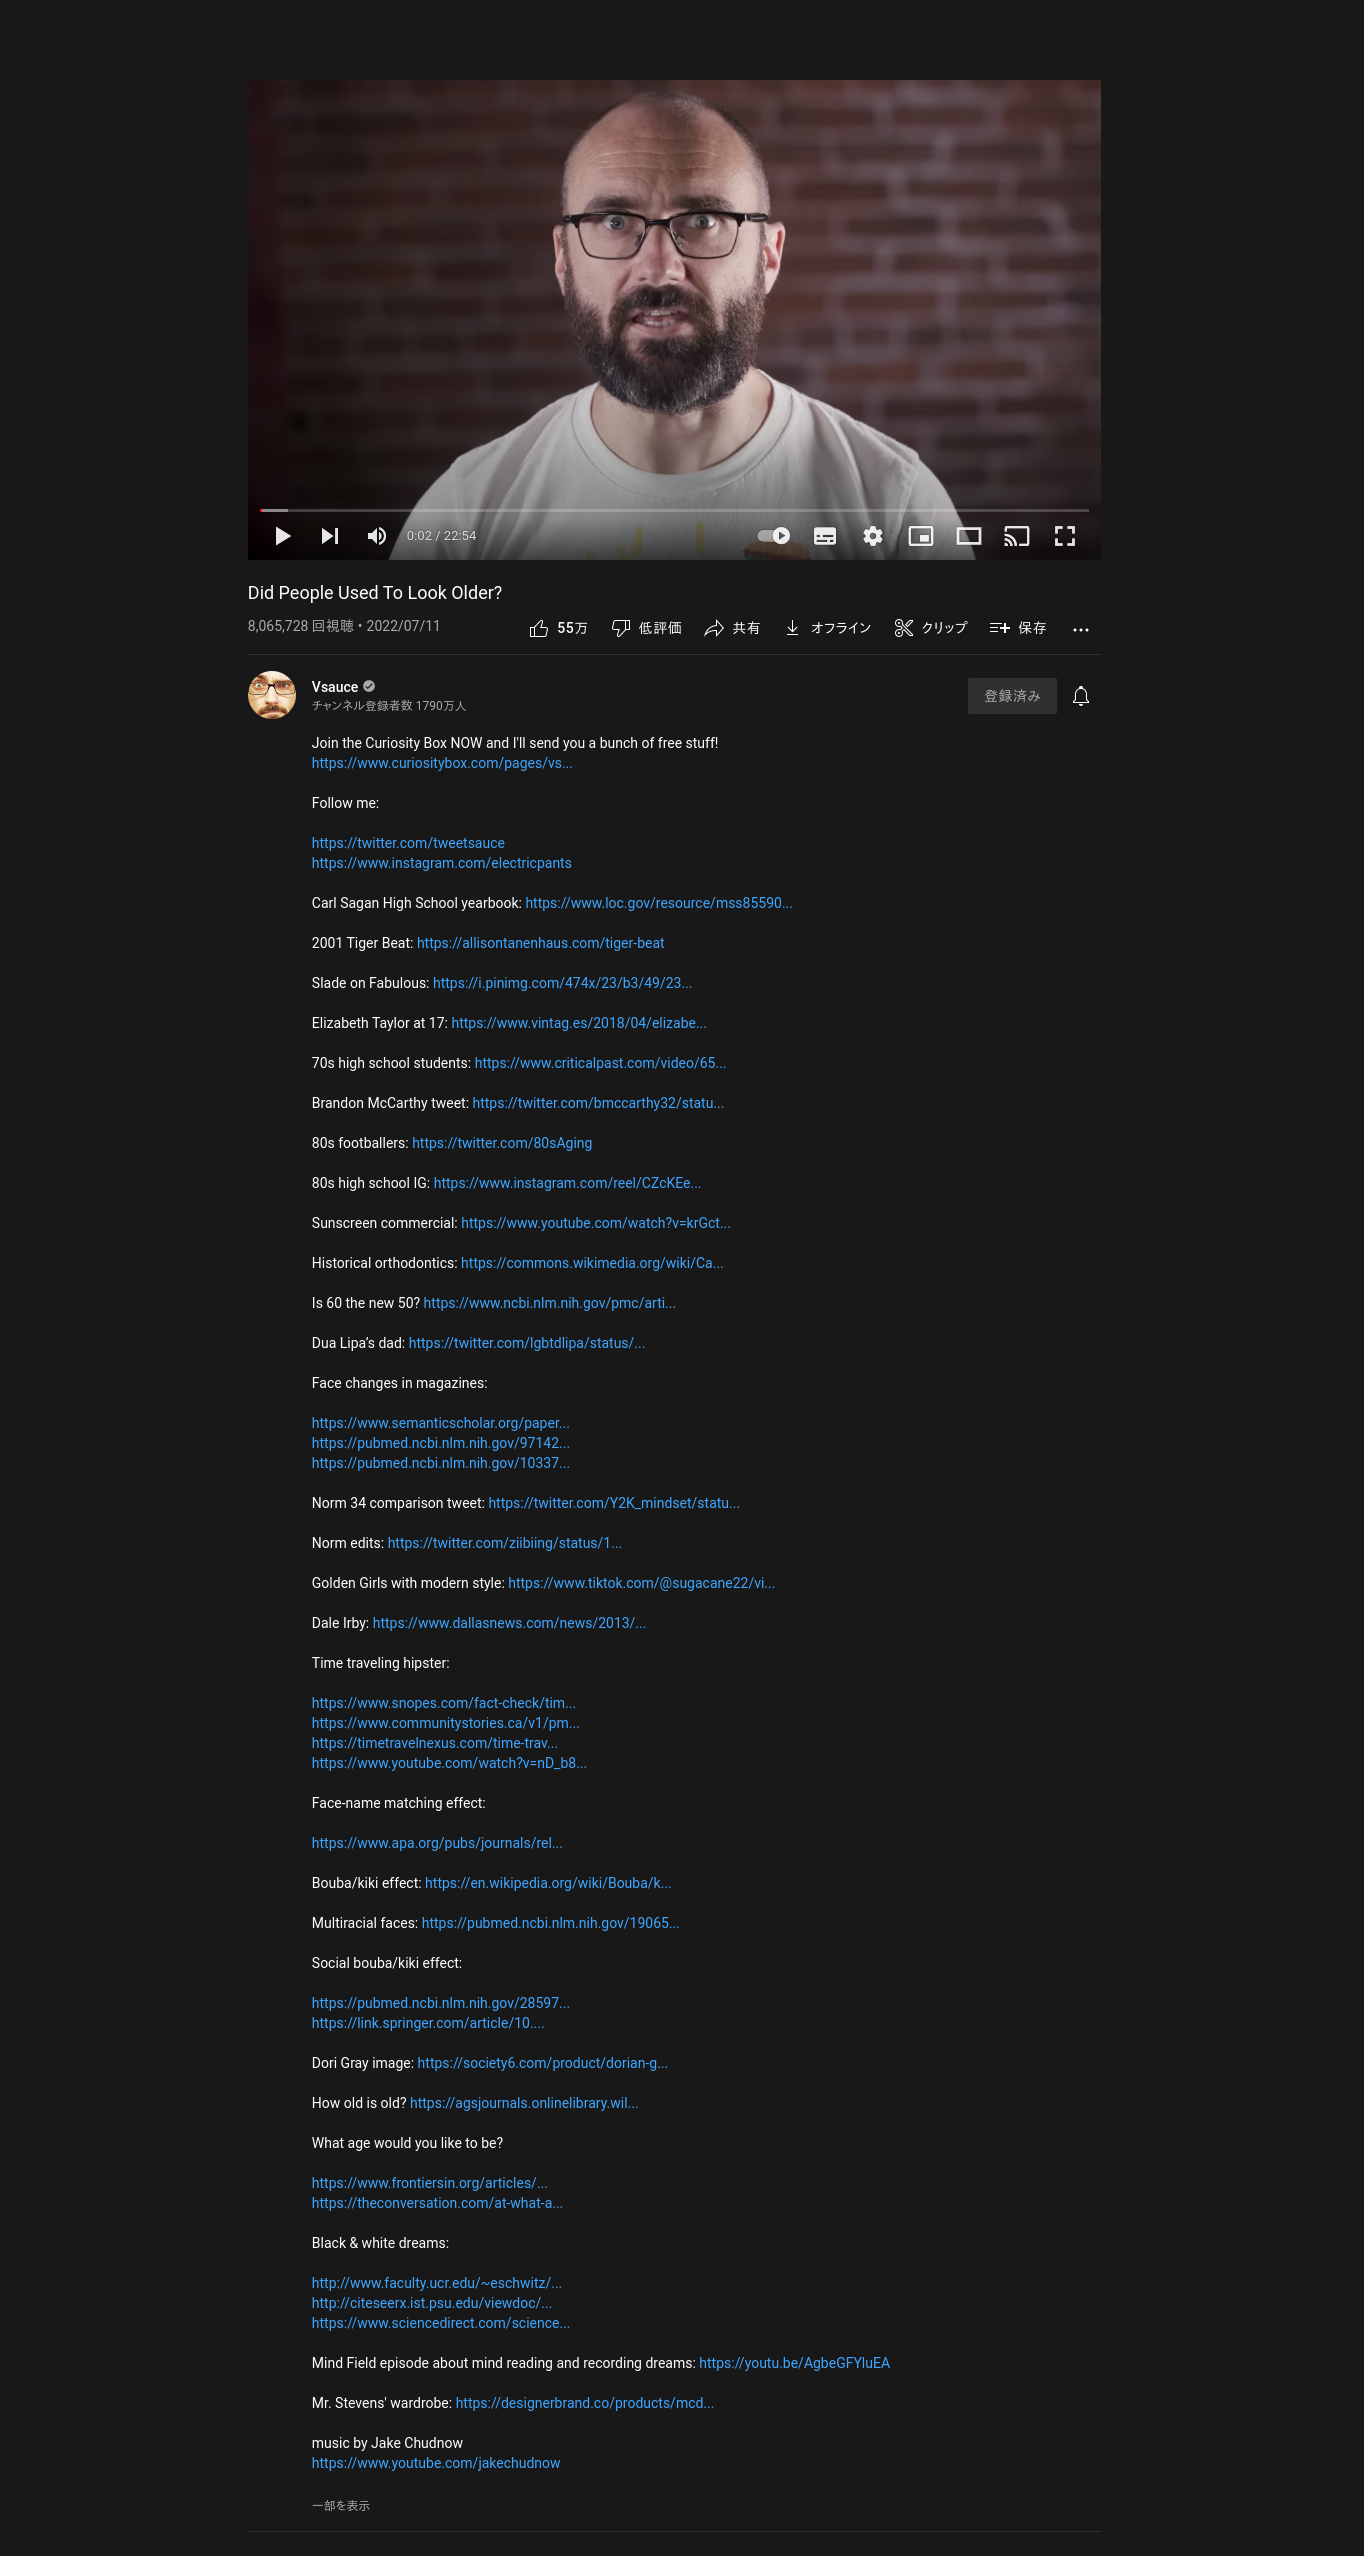 0:02 / 22:54
Did People Used To Look Older?
8,065,728 回視聴 • 2022/07/11
55万 低評価 共有 オフライン クリップ 保存
Vsauce
チャンネル登録者数 1790万人
登録済み
Join the Curiosity Box NOW and I'll send you a bunch of free stuff!
https://www.curiositybox.com/pages/vs...
Follow me:
https://twitter.com/tweetsauce
https://www.instagram.com/electricpants
Carl Sagan High School yearbook: https://www.loc.gov/resource/mss85590...
2001 Tiger Beat: https://allisontanenhaus.com/tiger-beat
Slade on Fabulous: https://i.pinimg.com/474x/23/b3/49/23...
Elizabeth Taylor at 17: https://www.vintag.es/2018/04/elizabe...
70s high school students: https://www.criticalpast.com/video/65...
Brandon McCarthy tweet: https://twitter.com/bmccarthy32/statu...
80s footballers: https://twitter.com/80sAging
80s high school IG: https://www.instagram.com/reel/CZcKEe...
Sunscreen commercial: https://www.youtube.com/watch?v=krGct...
Historical orthodontics: https://commons.wikimedia.org/wiki/Ca...
Is 60 the new 50? https://www.ncbi.nlm.nih.gov/pmc/arti...
Dua Lipa’s dad: https://twitter.com/lgbtdlipa/status/...
Face changes in magazines:
https://www.semanticscholar.org/paper...
https://pubmed.ncbi.nlm.nih.gov/97142...
https://pubmed.ncbi.nlm.nih.gov/10337...
Norm 34 comparison tweet: https://twitter.com/Y2K_mindset/statu...
Norm edits: https://twitter.com/ziibiing/status/1...
Golden Girls with modern style: https://www.tiktok.com/@sugacane22/vi...
Dale Irby: https://www.dallasnews.com/news/2013/...
Time traveling hipster:
https://www.snopes.com/fact-check/tim...
https://www.communitystories.ca/v1/pm...
https://timetravelnexus.com/time-trav...
https://www.youtube.com/watch?v=nD_b8...
Face-name matching effect:
https://www.apa.org/pubs/journals/rel...
Bouba/kiki effect: https://en.wikipedia.org/wiki/Bouba/k...
Multiracial faces: https://pubmed.ncbi.nlm.nih.gov/19065...
Social bouba/kiki effect:
https://pubmed.ncbi.nlm.nih.gov/28597...
https://link.springer.com/article/10....
Dori Gray image: https://society6.com/product/dorian-g...
How old is old? https://agsjournals.onlinelibrary.wil...
What age would you like to be?
https://www.frontiersin.org/articles/...
https://theconversation.com/at-what-a...
Black & white dreams:
http://www.faculty.ucr.edu/~eschwitz/...
http://citeseerx.ist.psu.edu/viewdoc/...
https://www.sciencedirect.com/science...
Mind Field episode about mind reading and recording dreams: https://youtu.be/AgbeGFYluEA
Mr. Stevens' wardrobe: https://designerbrand.co/products/mcd...
music by Jake Chudnow
https://www.youtube.com/jakechudnow
一部を表示